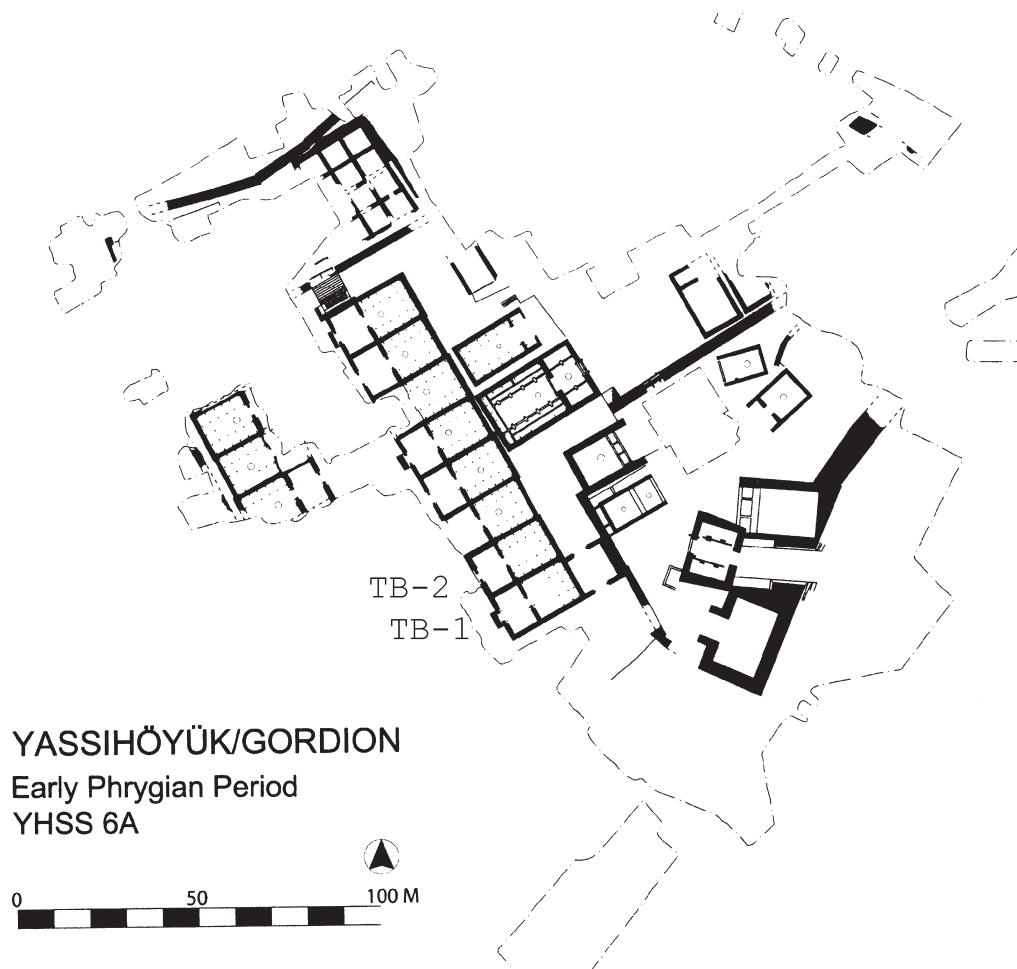 TB-2
TB-1
YASSIHÖYÜK/GORDION
Early Phrygian Period
YHSS 6A
0 50 100 M